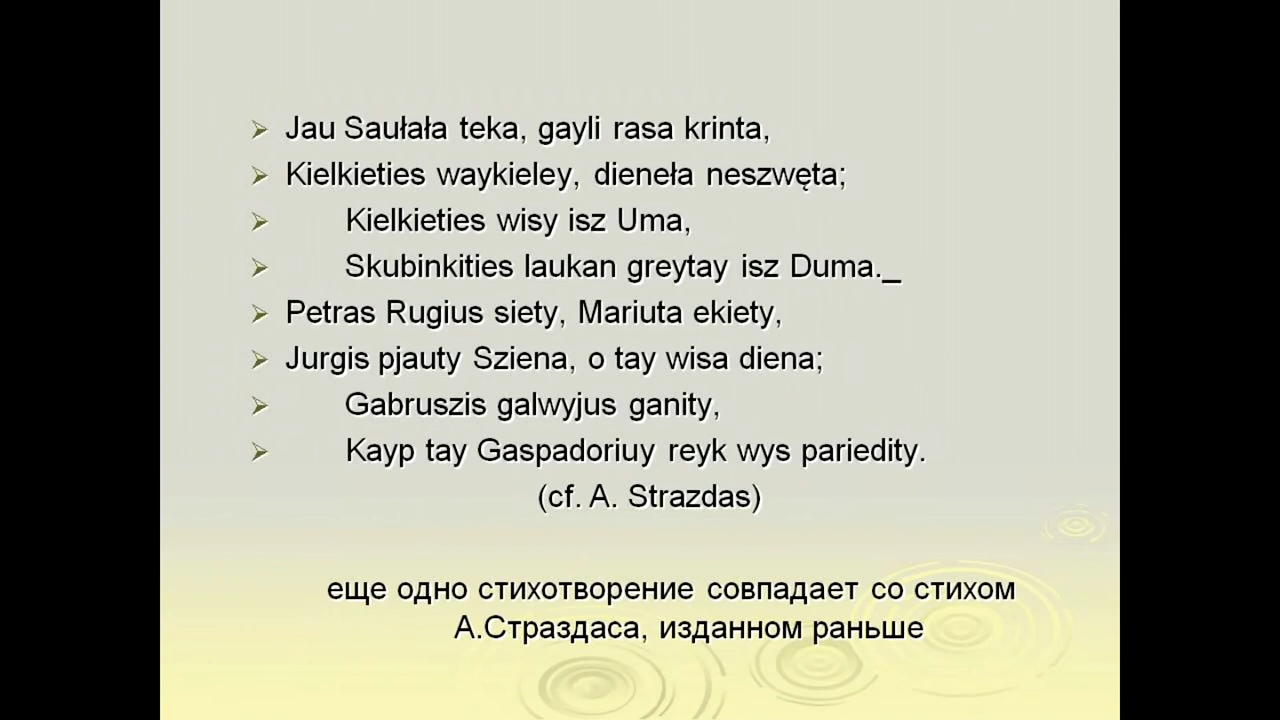 Jau Saułała teka, gayli rasa krinta,
Kielkieties waykieley, dieneła neszwęta;
Kielkieties wisy isz Uma,
Skubinkities laukan greytay isz Duma._
Petras Rugius siety, Mariuta ekiety,
Jurgis pjauty Sziena, o tay wisa diena;
Gabruszis galwyjus ganity,
Kayp tay Gaspadoriuy reyk wys pariedity.
(cf. A. Strazdas)
еще одно стихотворение совпадает со стихом
А.Страздаса, изданном раньше